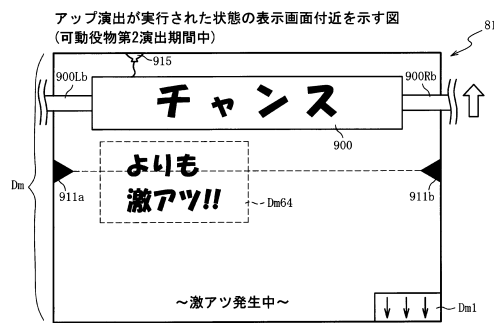 アップ演出が実行された状態の表示画面付近を示す図
(可動役物第2演出期間中)
81
900Lb
915
900Rb
チャンス
900
よりも
激アツ!!
Dm
911a
911b
Dm64
~激アツ発生中~
Dm1